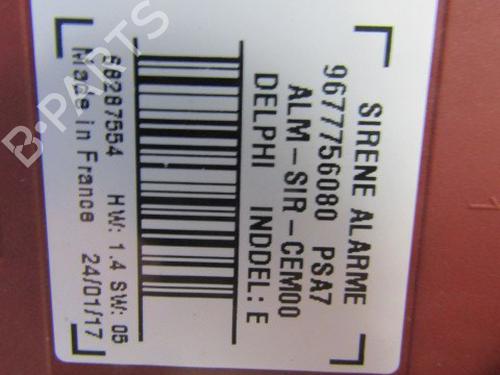 SIRENE ALARME
9677756080 PSA7
ALM-SIR-CEM00
DELPHI INDDEL: E
58287554 HW: 1.4 SW: 05
Made in France 24/01/17
B-PARTS